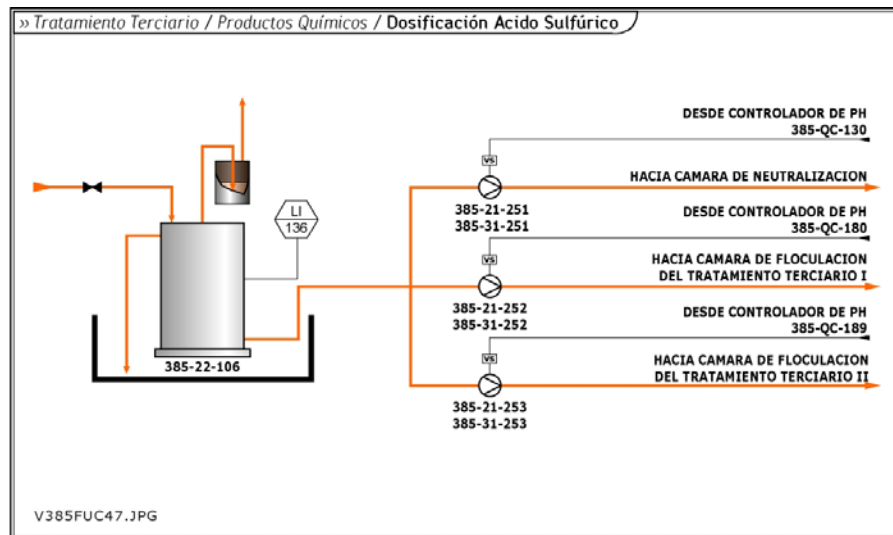 » Tratamiento Terciario / Productos Químicos / Dosificación Acido Sulfúrico
DESDE CONTROLADOR DE PH
385-QC-130
VS
HACIA CAMARA DE NEUTRALIZACION
385-21-251
385-31-251
LI
136
DESDE CONTROLADOR DE PH
385-QC-180
VS
HACIA CAMARA DE FLOCULACION
DEL TRATAMIENTO TERCIARIO I
385-21-252
385-31-252
DESDE CONTROLADOR DE PH
385-QC-189
VS
HACIA CAMARA DE FLOCULACION
DEL TRATAMIENTO TERCIARIO II
385-22-106
385-21-253
385-31-253
V385FUC47.JPG